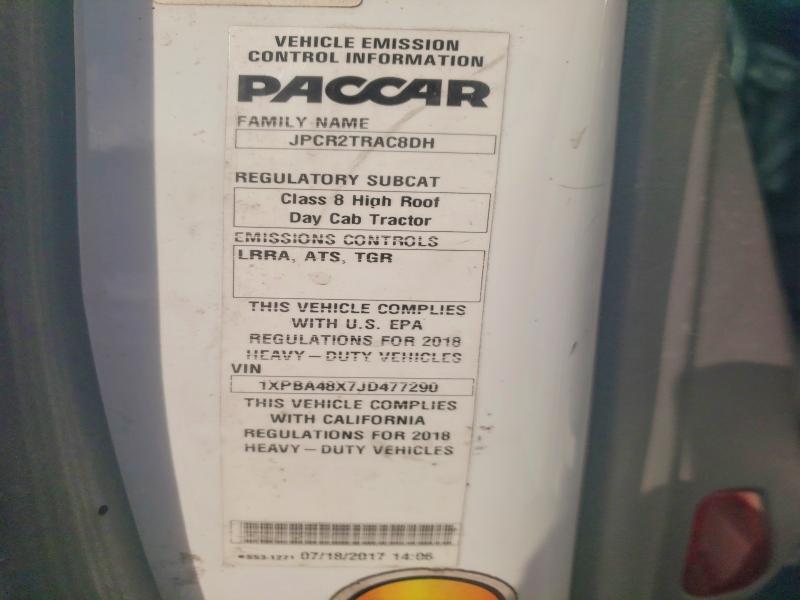 VEHICLE EMISSION
CONTROL INFORMATION
PACCAR
FAMILY NAME
JPCR2TRAC8DH
REGULATORY SUBCAT
Class 8 High Roof
Day Cab Tractor
EMISSIONS CONTROLS
LRRA, ATS, TGR
THIS VEHICLE COMPLIES
WITH U.S. EPA
REGULATIONS FOR 2018
HEAVY-DUTY VEHICLES
VIN
1XPBA48X7JD477290
THIS VEHICLE COMPLIES
WITH CALIFORNIA
REGULATIONS FOR 2018
HEAVY-DUTY VEHICLES
07/18/2017 14:06